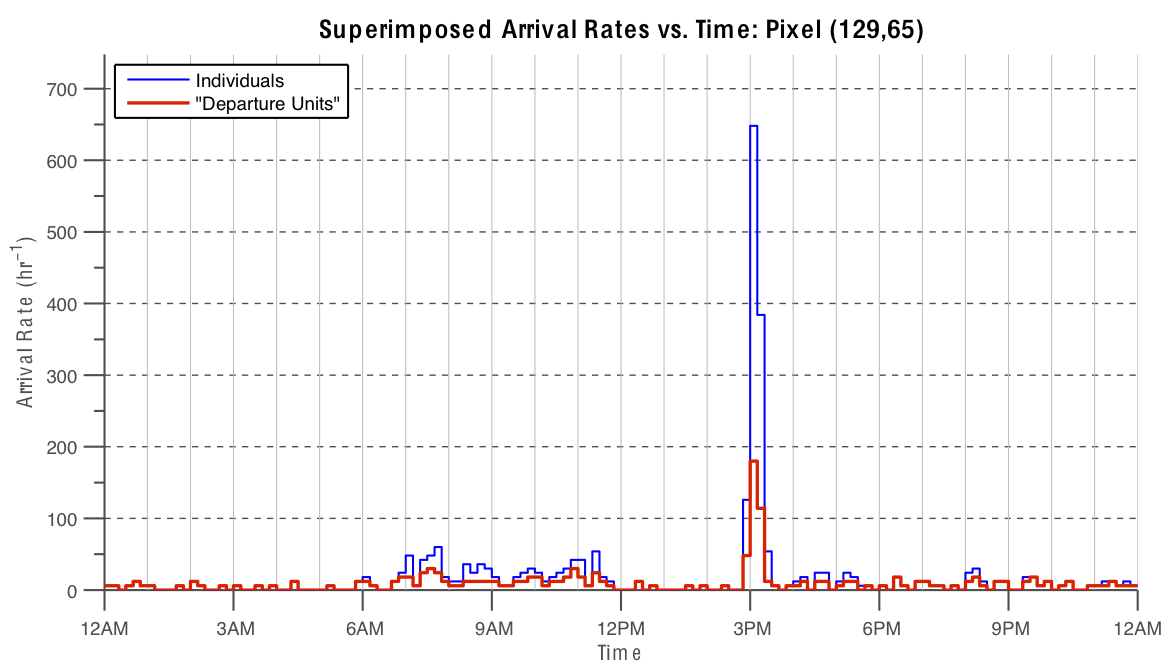 Superimposed Arrival Rates vs. Time: Pixel (129,65)
Individuals
"Departure Units"
700
600
500
400
300
200
100
0
Arrival Rate (hr⁻¹)
12AM 3AM 6AM 9AM 12PM 3PM 6PM 9PM 12AM
Time